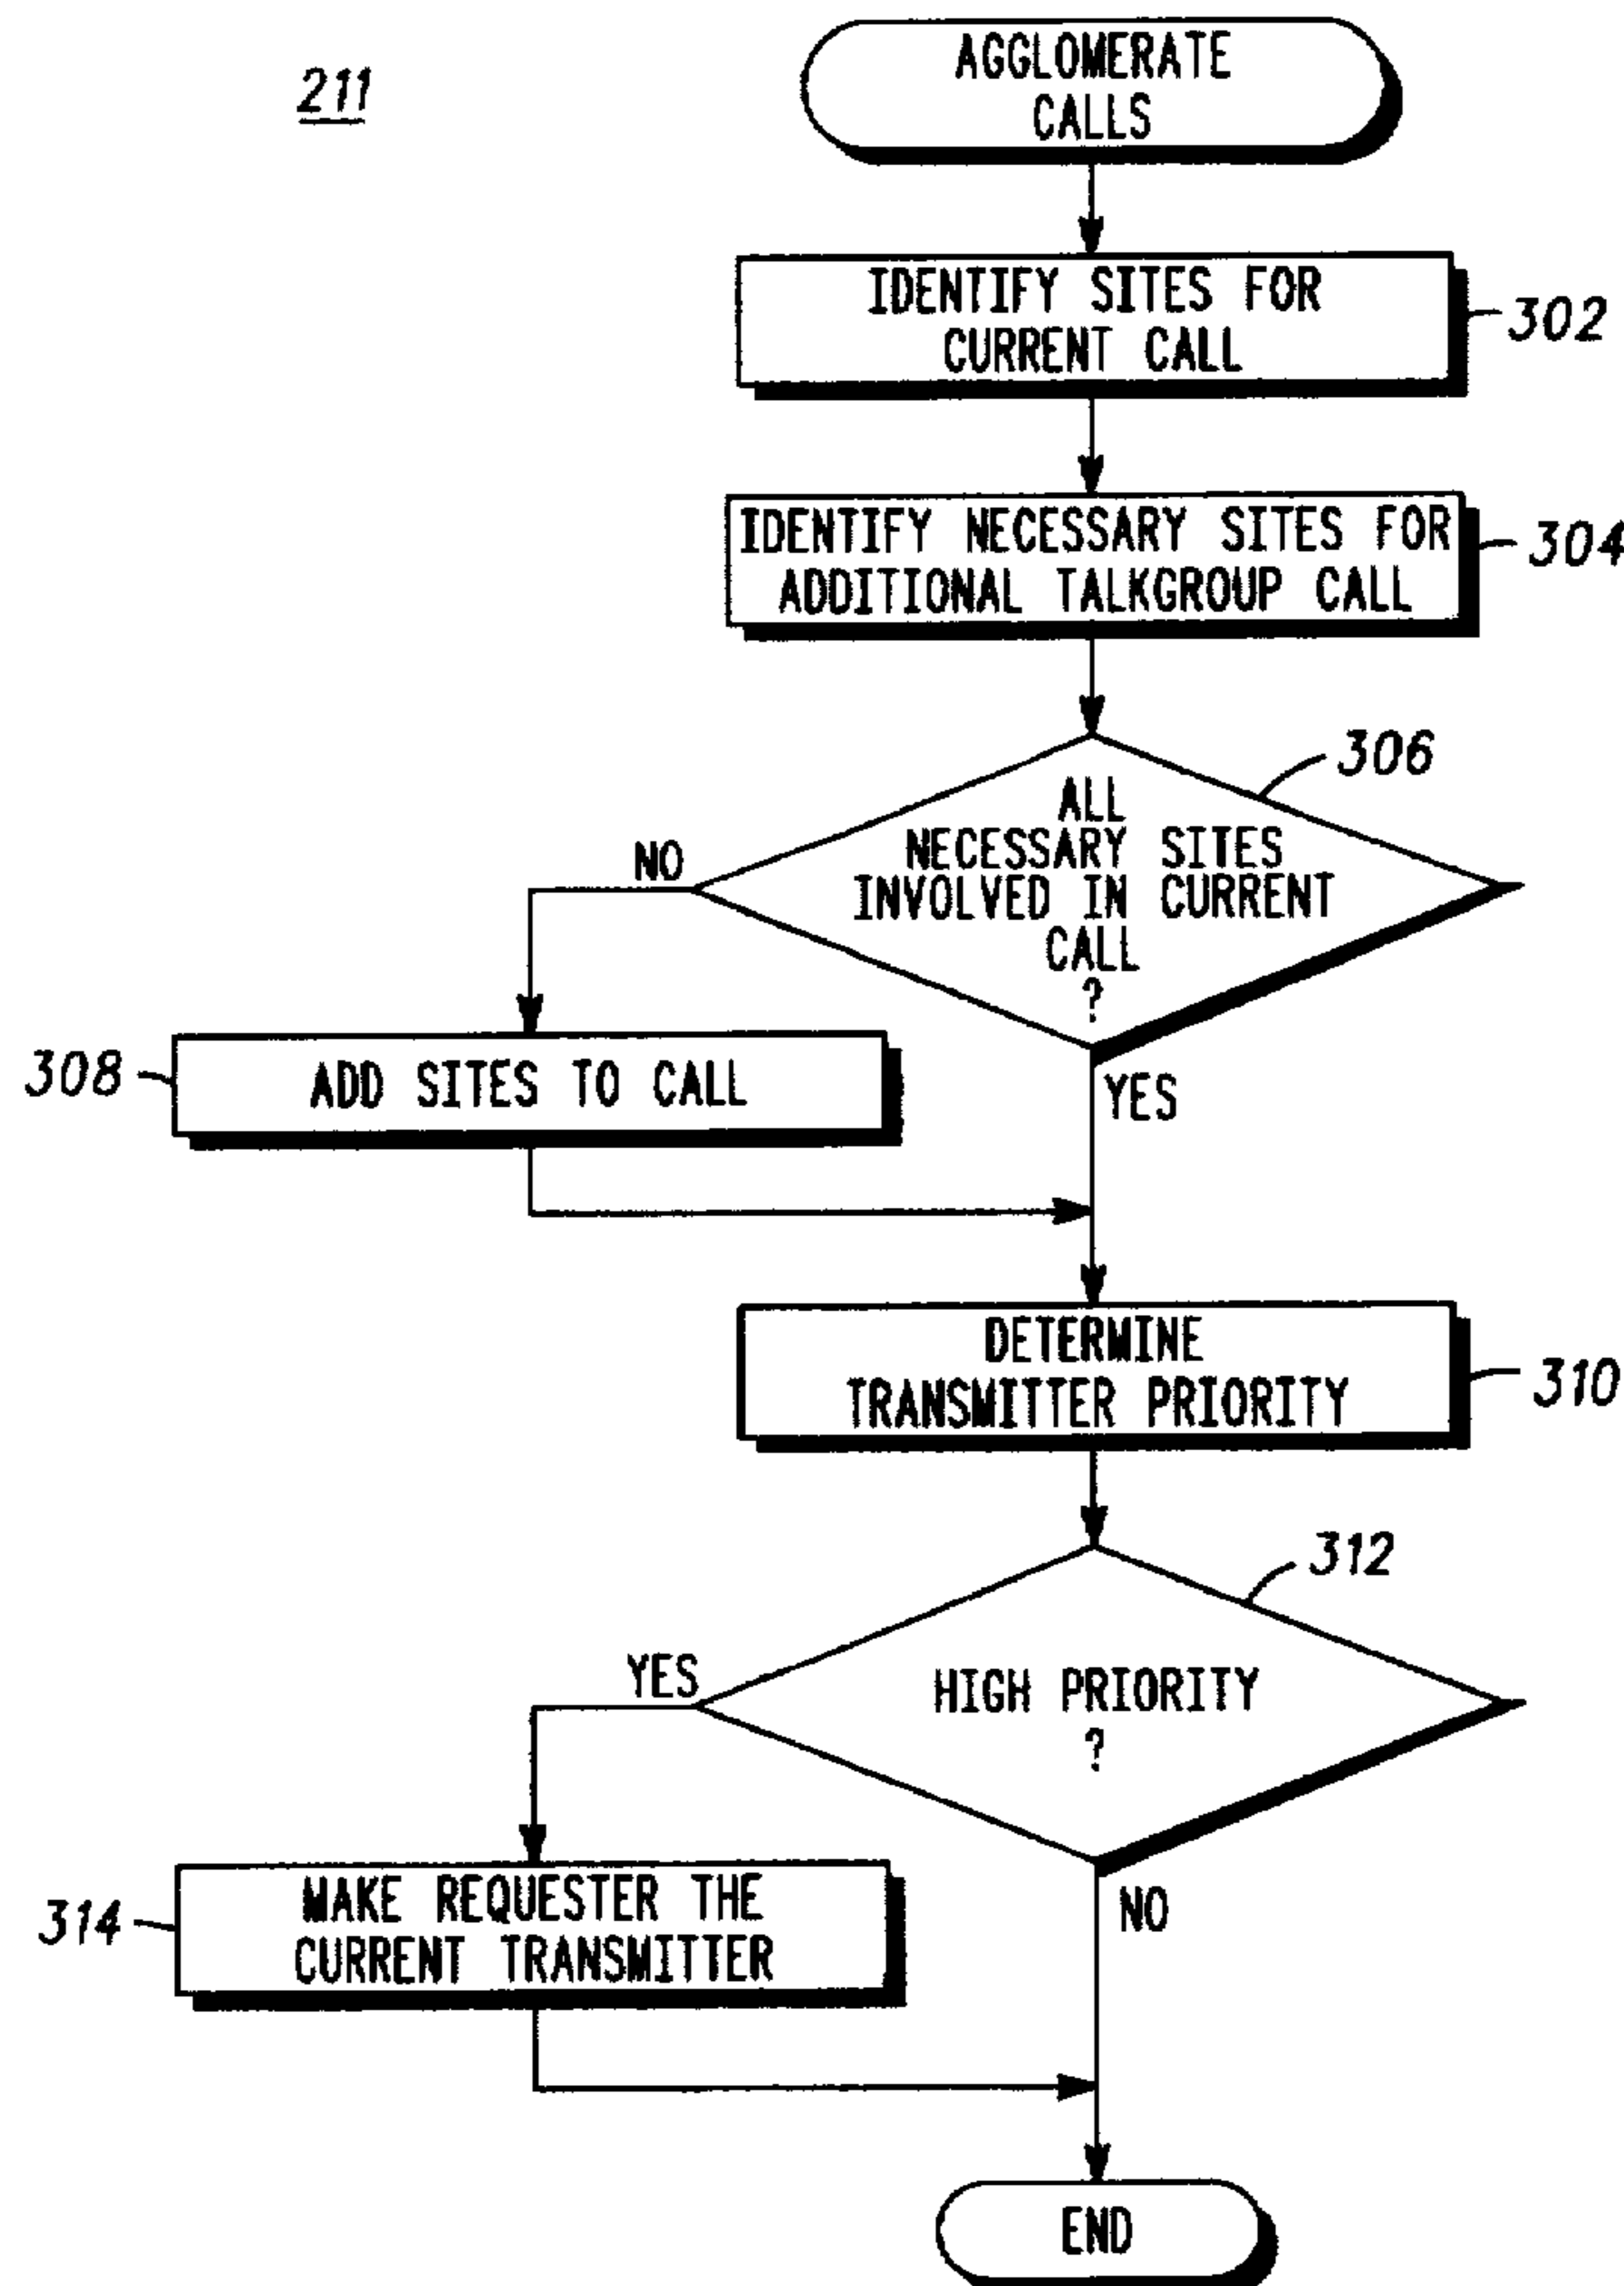 211
AGGLOMERATE
CALLS
IDENTIFY SITES FOR
CURRENT CALL
302
IDENTIFY NECESSARY SITES FOR
ADDITIONAL TALKGROUP CALL
304
306
ALL
NECESSARY SITES
INVOLVED IN CURRENT
CALL
?
NO
YES
308
ADD SITES TO CALL
DETERMINE
TRANSMITTER PRIORITY
310
312
HIGH PRIORITY
?
YES
NO
314
MAKE REQUESTER THE
CURRENT TRANSMITTER
END